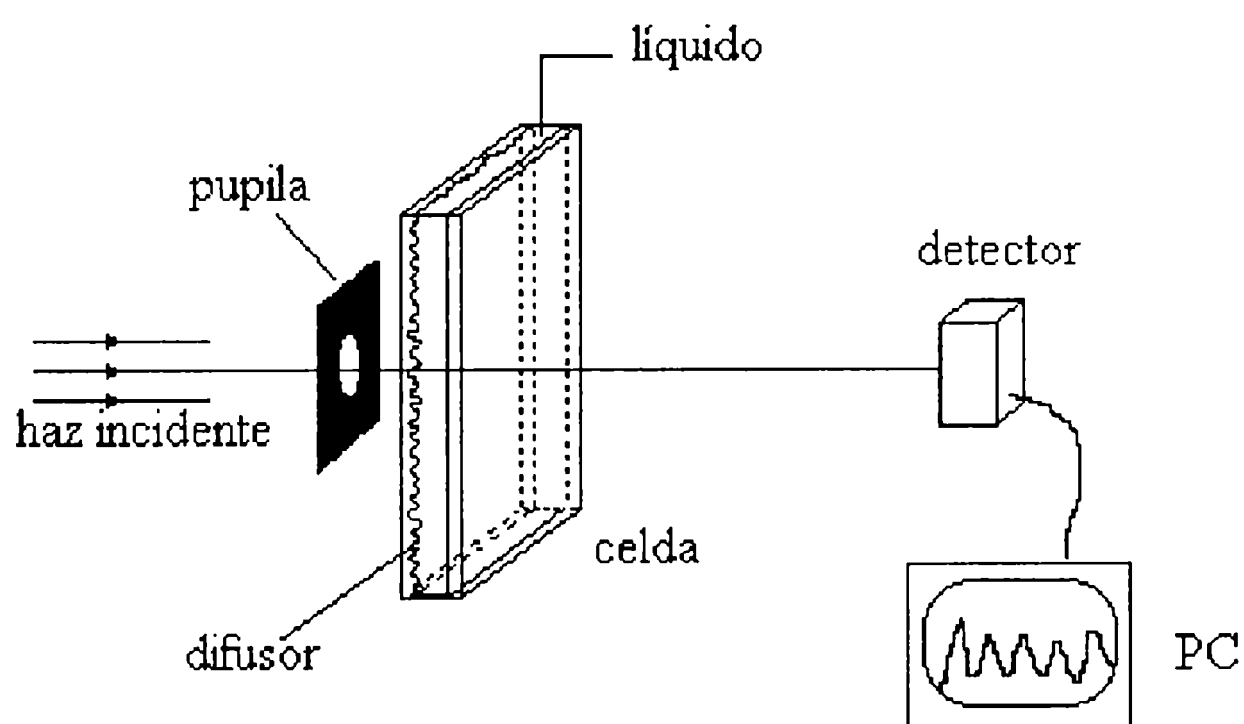 líquido
pupila
detector
haz incidente
celda
difusor
PC